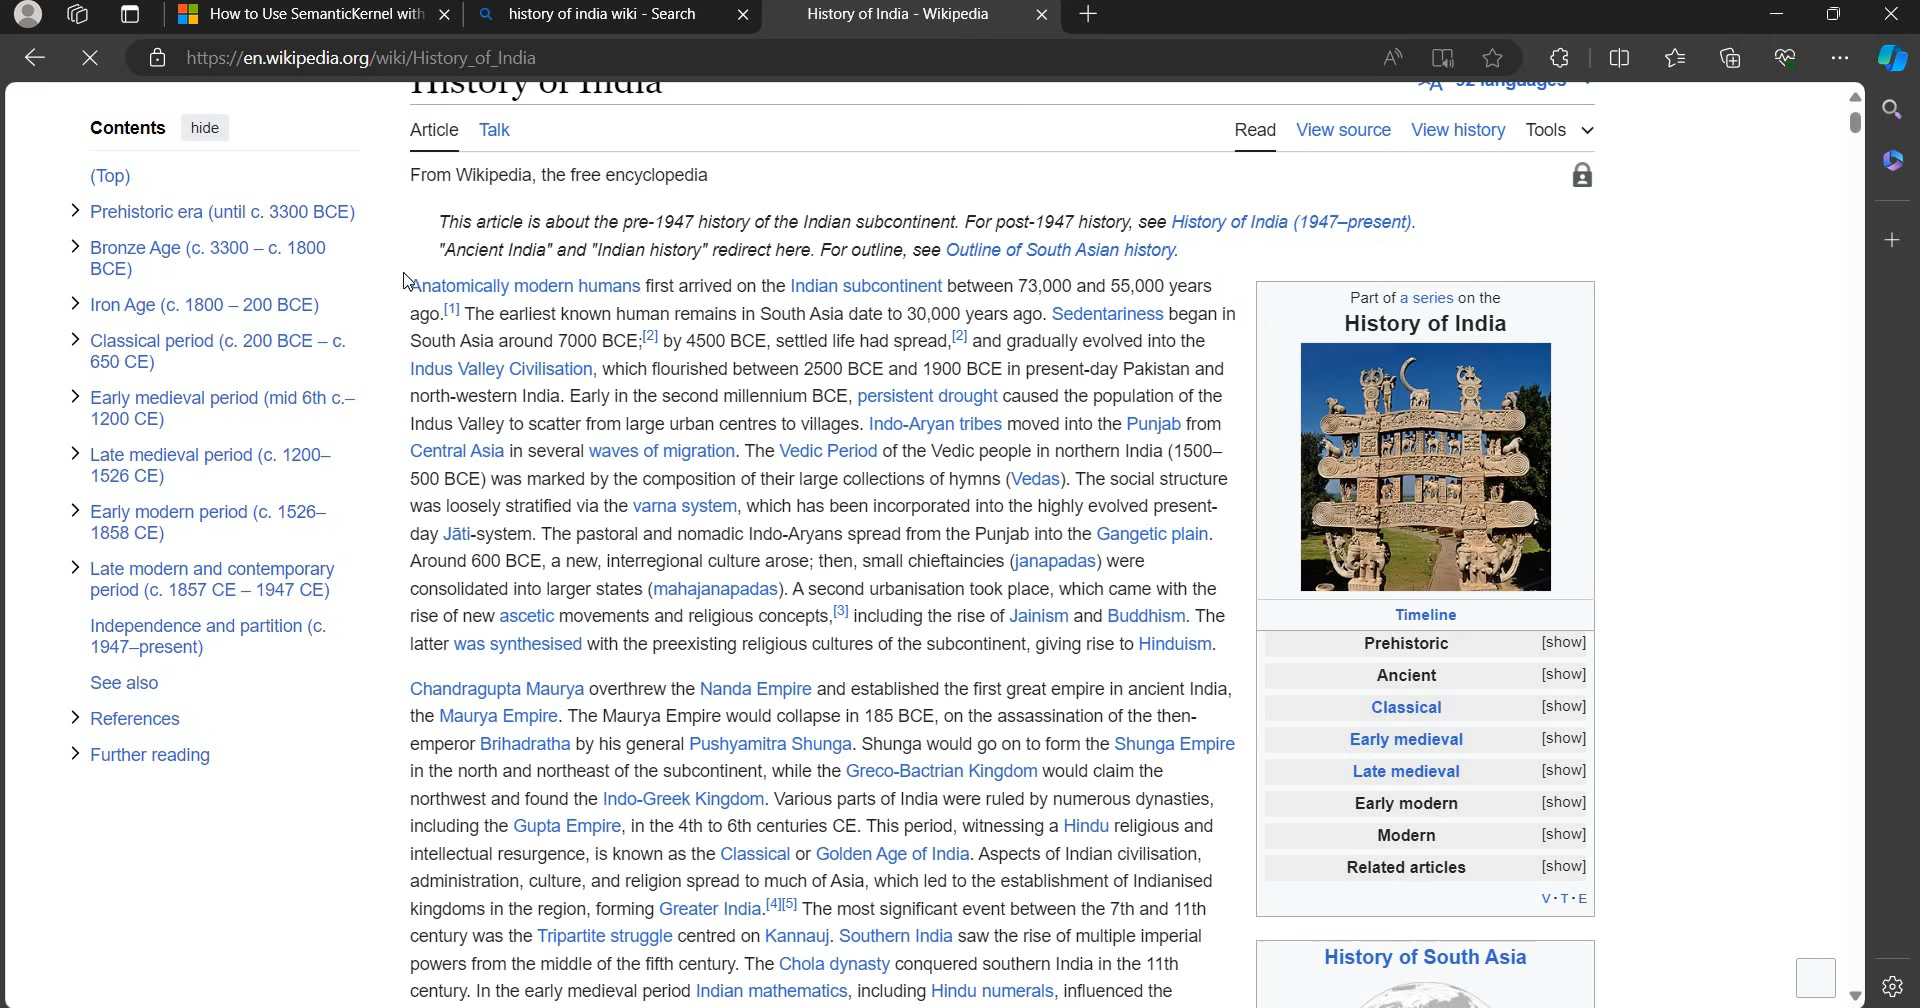 How to Use SemanticKernel with
history of india wiki - Search
History of India - Wikipedia
https://en.wikipedia.org/wiki/History_of_India
History of India
92 languages
Contents hide
(Top)
Prehistoric era (until c. 3300 BCE)
Bronze Age (c. 3300 – c. 1800
BCE)
Iron Age (c. 1800 – 200 BCE)
Classical period (c. 200 BCE – c.
650 CE)
Early medieval period (mid 6th c.–
1200 CE)
Late medieval period (c. 1200–
1526 CE)
Early modern period (c. 1526–
1858 CE)
Late modern and contemporary
period (c. 1857 CE – 1947 CE)
Independence and partition (c.
1947–present)
See also
References
Further reading
Article Talk
Read View source View history Tools
From Wikipedia, the free encyclopedia
This article is about the pre-1947 history of the Indian subcontinent. For post-1947 history, see History of India (1947–present).
"Ancient India" and "Indian history" redirect here. For outline, see Outline of South Asian history.
Anatomically modern humans first arrived on the Indian subcontinent between 73,000 and 55,000 years
ago.[1] The earliest known human remains in South Asia date to 30,000 years ago. Sedentariness began in
South Asia around 7000 BCE;[2] by 4500 BCE, settled life had spread,[2] and gradually evolved into the
Indus Valley Civilisation, which flourished between 2500 BCE and 1900 BCE in present-day Pakistan and
north-western India. Early in the second millennium BCE, persistent drought caused the population of the
Indus Valley to scatter from large urban centres to villages. Indo-Aryan tribes moved into the Punjab from
Central Asia in several waves of migration. The Vedic Period of the Vedic people in northern India (1500–
500 BCE) was marked by the composition of their large collections of hymns (Vedas). The social structure
was loosely stratified via the varna system, which has been incorporated into the highly evolved present-
day Jāti-system. The pastoral and nomadic Indo-Aryans spread from the Punjab into the Gangetic plain.
Around 600 BCE, a new, interregional culture arose; then, small chieftaincies (janapadas) were
consolidated into larger states (mahajanapadas). A second urbanisation took place, which came with the
rise of new ascetic movements and religious concepts,[3] including the rise of Jainism and Buddhism. The
latter was synthesised with the preexisting religious cultures of the subcontinent, giving rise to Hinduism.
Chandragupta Maurya overthrew the Nanda Empire and established the first great empire in ancient India,
the Maurya Empire. The Maurya Empire would collapse in 185 BCE, on the assassination of the then-
emperor Brihadratha by his general Pushyamitra Shunga. Shunga would go on to form the Shunga Empire
in the north and northeast of the subcontinent, while the Greco-Bactrian Kingdom would claim the
northwest and found the Indo-Greek Kingdom. Various parts of India were ruled by numerous dynasties,
including the Gupta Empire, in the 4th to 6th centuries CE. This period, witnessing a Hindu religious and
intellectual resurgence, is known as the Classical or Golden Age of India. Aspects of Indian civilisation,
administration, culture, and religion spread to much of Asia, which led to the establishment of Indianised
kingdoms in the region, forming Greater India.[4][5] The most significant event between the 7th and 11th
century was the Tripartite struggle centred on Kannauj. Southern India saw the rise of multiple imperial
powers from the middle of the fifth century. The Chola dynasty conquered southern India in the 11th
century. In the early medieval period Indian mathematics, including Hindu numerals, influenced the
Part of a series on the
History of India
Timeline
Prehistoric [show]
Ancient [show]
Classical [show]
Early medieval [show]
Late medieval [show]
Early modern [show]
Modern [show]
Related articles [show]
V·T·E
History of South Asia